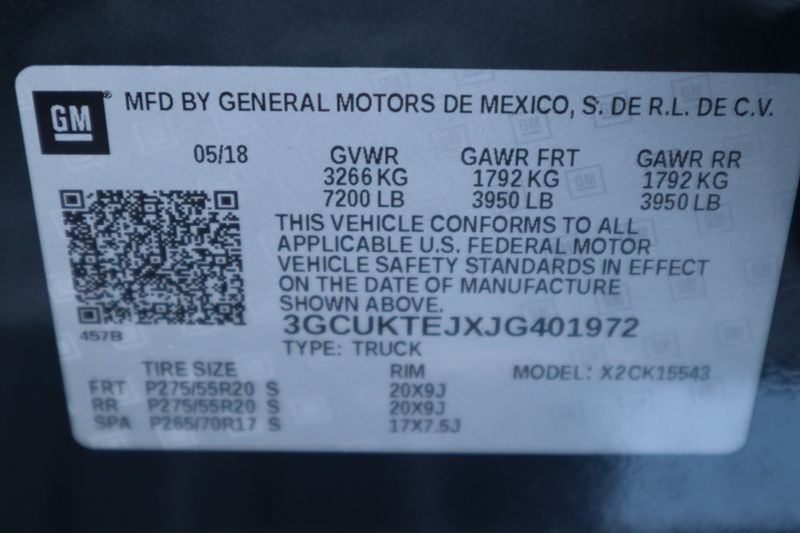 GM MFD BY GENERAL MOTORS DE MEXICO, S. DE R.L. DE C.V.
05/18 GVWR GAWR FRT GAWR RR
3266 KG 1792 KG 1792 KG
7200 LB 3950 LB 3950 LB
THIS VEHICLE CONFORMS TO ALL
APPLICABLE U.S. FEDERAL MOTOR
VEHICLE SAFETY STANDARDS IN EFFECT
ON THE DATE OF MANUFACTURE
SHOWN ABOVE.
3GCUKTEJXJG401972
457B
TYPE: TRUCK
TIRE SIZE RIM MODEL: X2CK15543
FRT P275/55R20 S 20X9J
RR P275/55R20 S 20X9J
SPA P265/70R17 S 17X7.5J